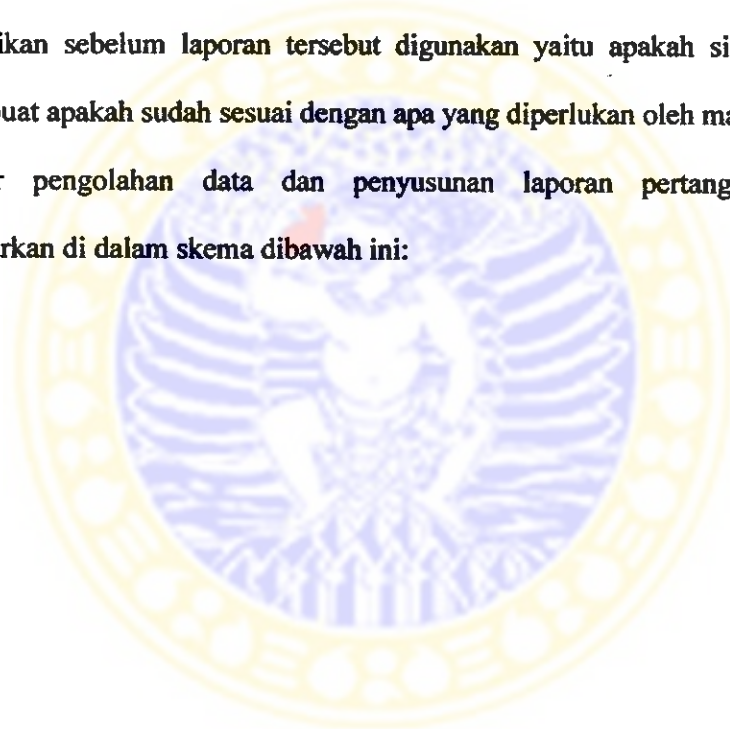 ikan sebelum laporan tersebut digunakan yaitu apakah si
uat apakah sudah sesuai dengan apa yang diperlukan oleh ma
pengolahan data dan penyusunan laporan pertang
rkan di dalam skema dibawah ini: